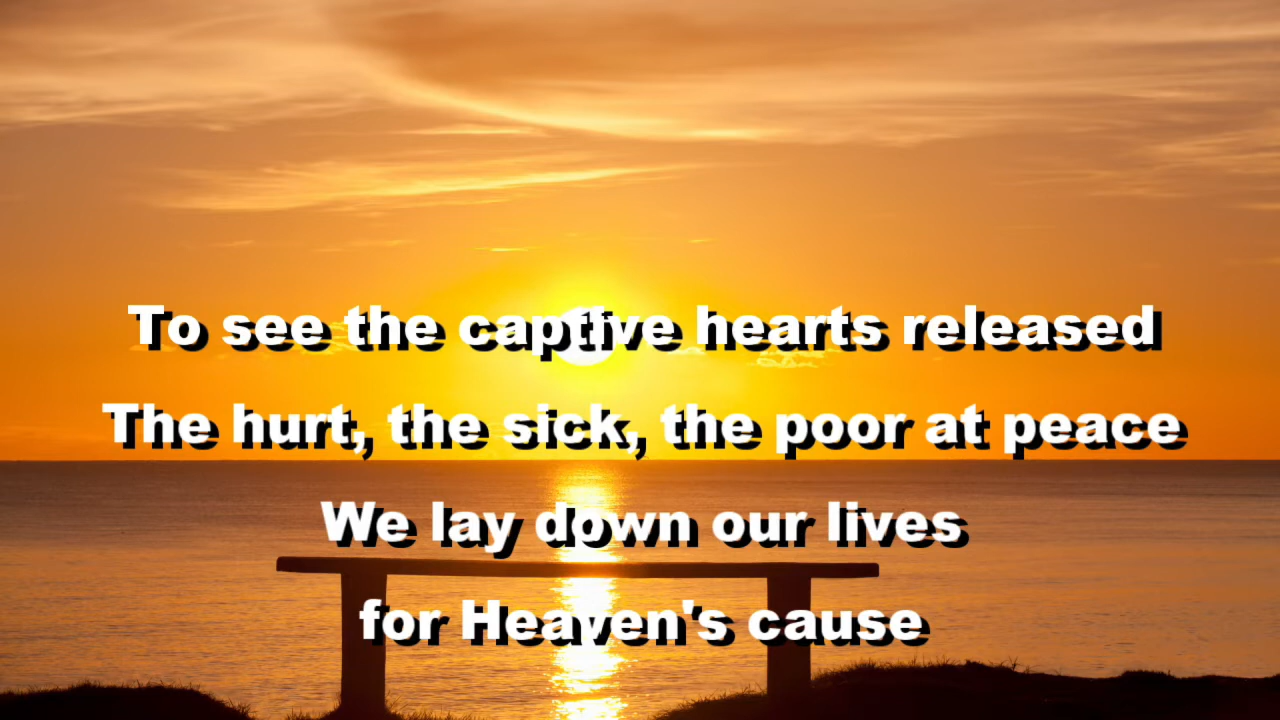 To see the captive hearts released
The hurt, the sick, the poor at peace
We lay down our lives
for Heaven's cause